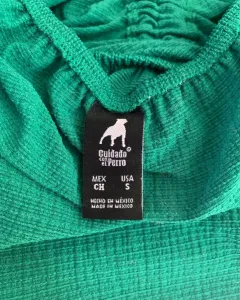 Cuidado
con
el Perro
MEX USA
CH S
HECHO EN MÉXICO
MADE IN MEXICO